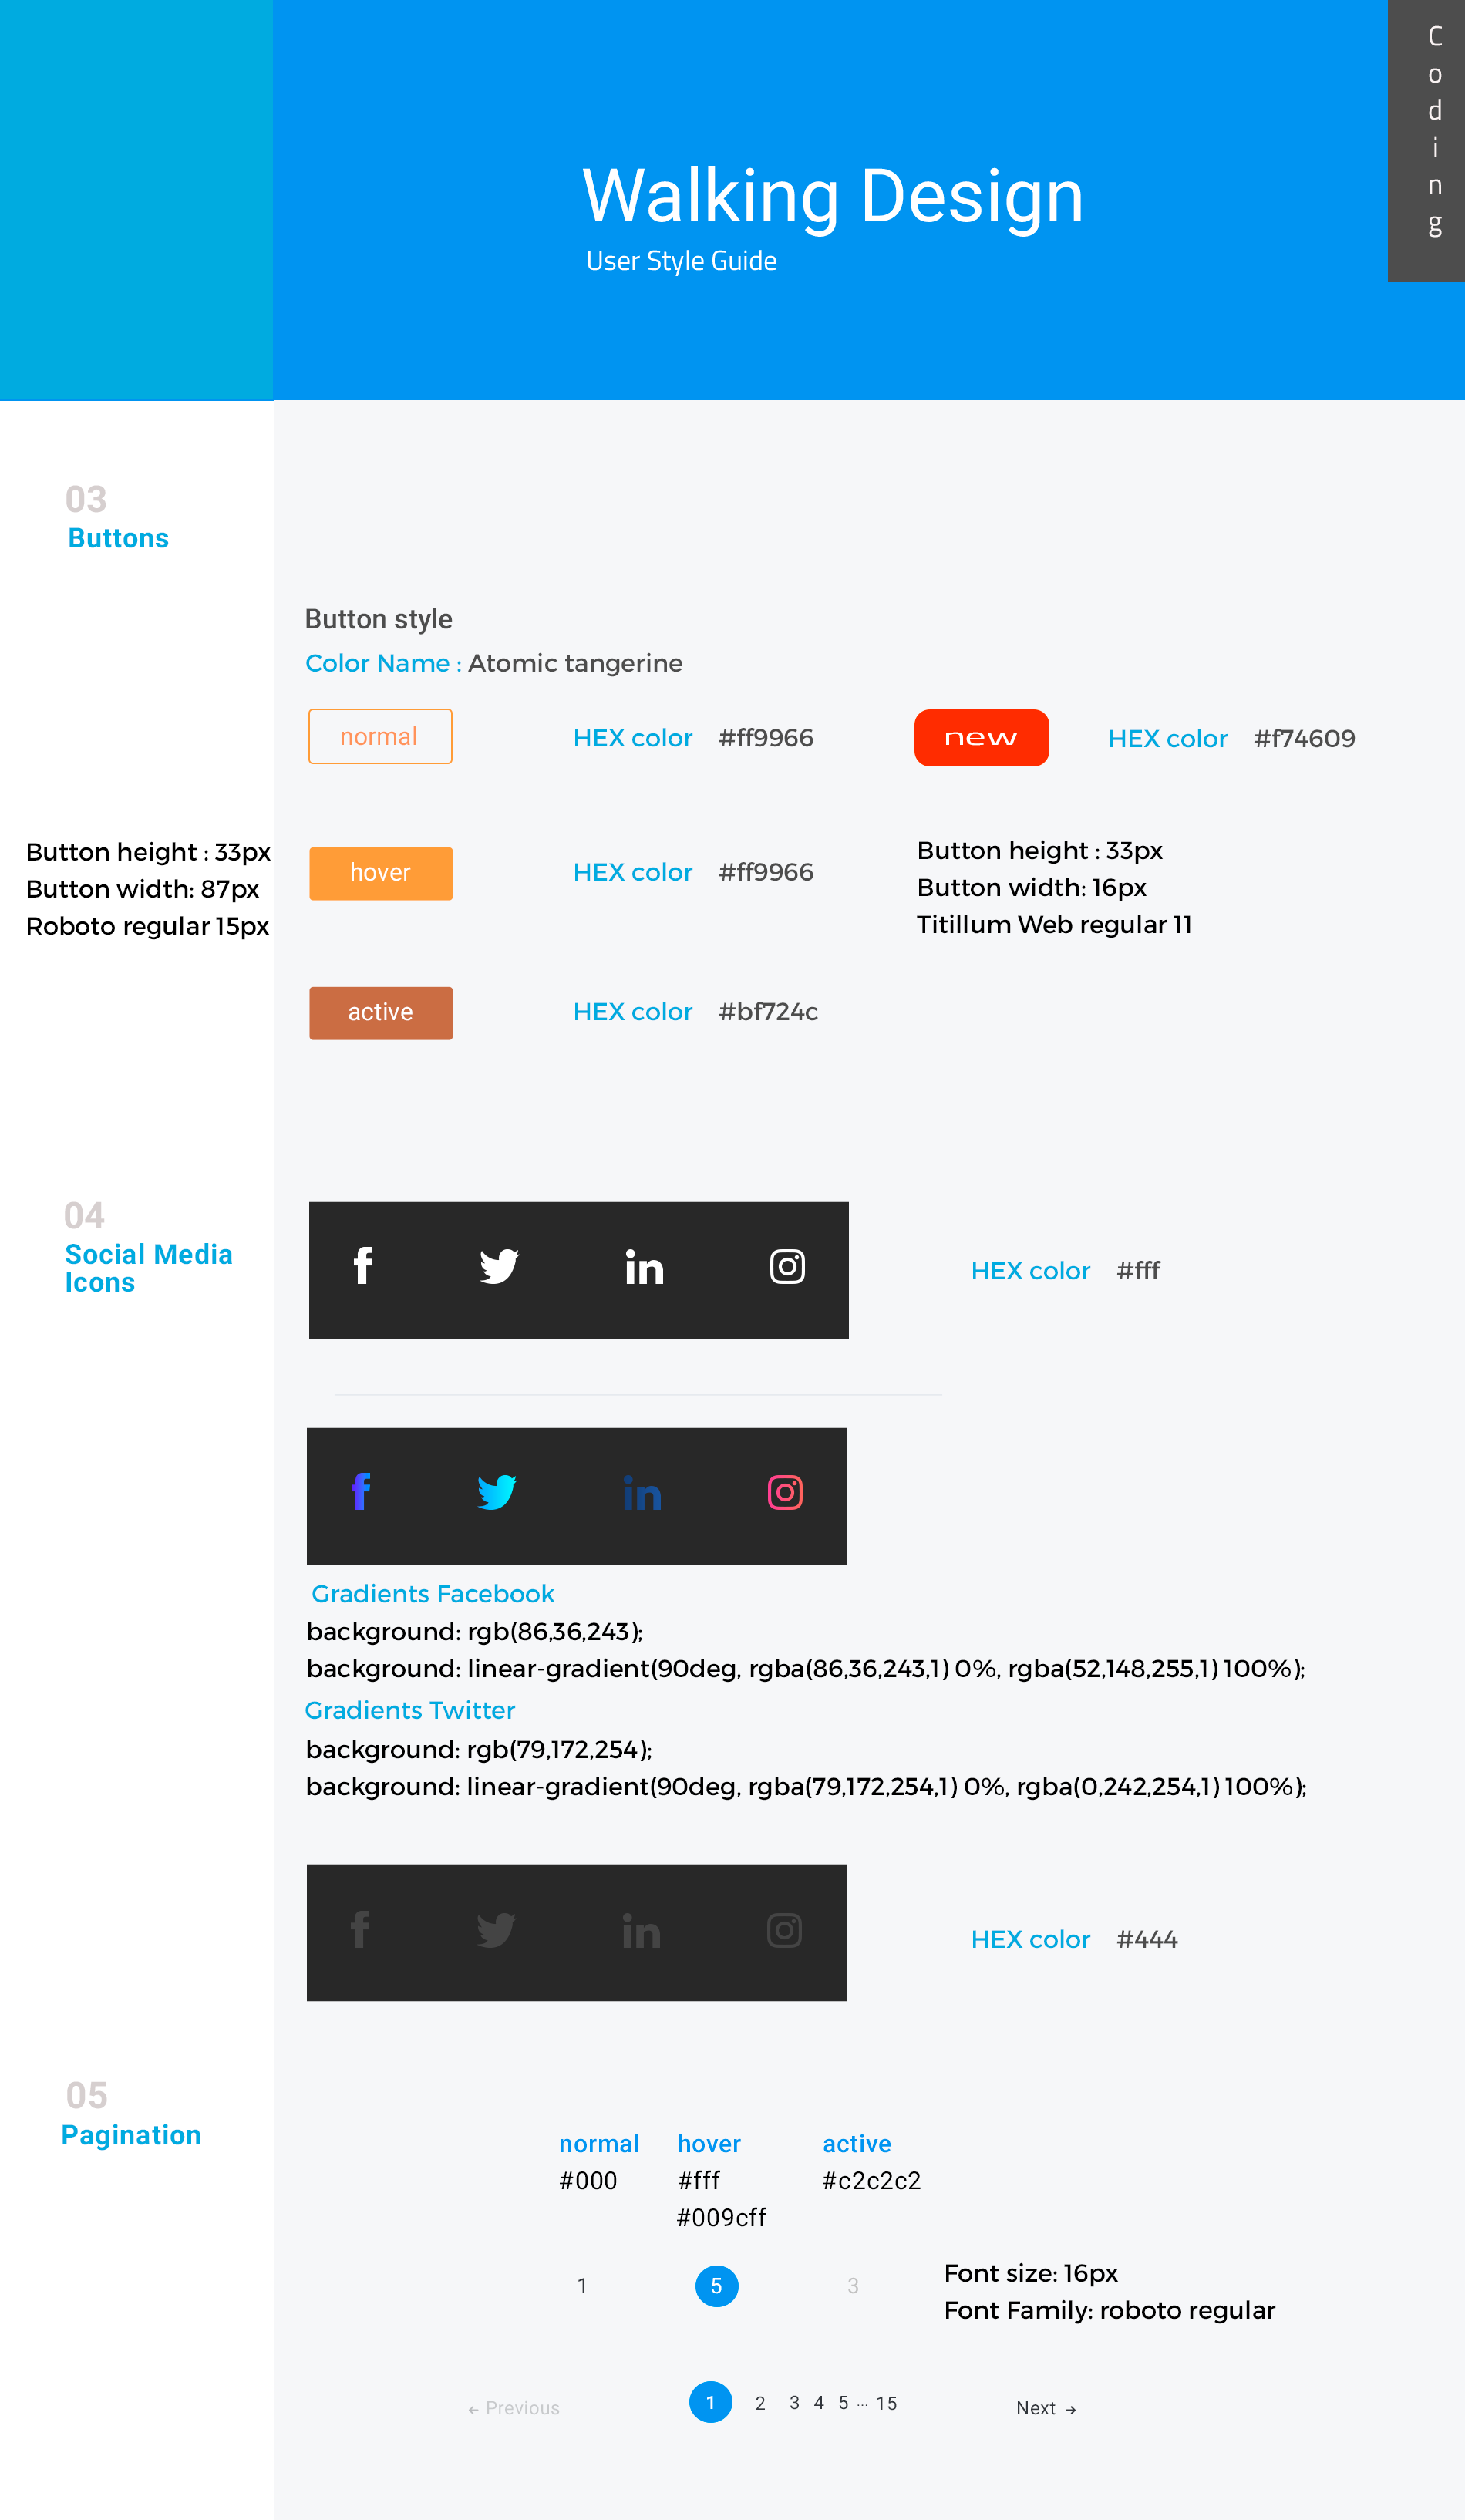 Coding
Walking Design
User Style Guide
03
Buttons
Button style
Color Name : Atomic tangerine
normal
HEX color #ff9966
new
HEX color #f74609
Button height : 33px
Button width: 87px
Roboto regular 15px
hover
HEX color #ff9966
Button height : 33px
Button width: 16px
Titillum Web regular 11
active
HEX color #bf724c
04
Social Media
Icons
HEX color #fff
Gradients Facebook
background: rgb(86,36,243);
background: linear-gradient(90deg, rgba(86,36,243,1) 0%, rgba(52,148,255,1) 100%);
Gradients Twitter
background: rgb(79,172,254);
background: linear-gradient(90deg, rgba(79,172,254,1) 0%, rgba(0,242,254,1) 100%);
HEX color #444
05
Pagination
normal hover active
#000 #fff #c2c2c2
#009cff
1 5 3
Font size: 16px
Font Family: roboto regular
← Previous 1 2 3 4 5 ... 15 Next →